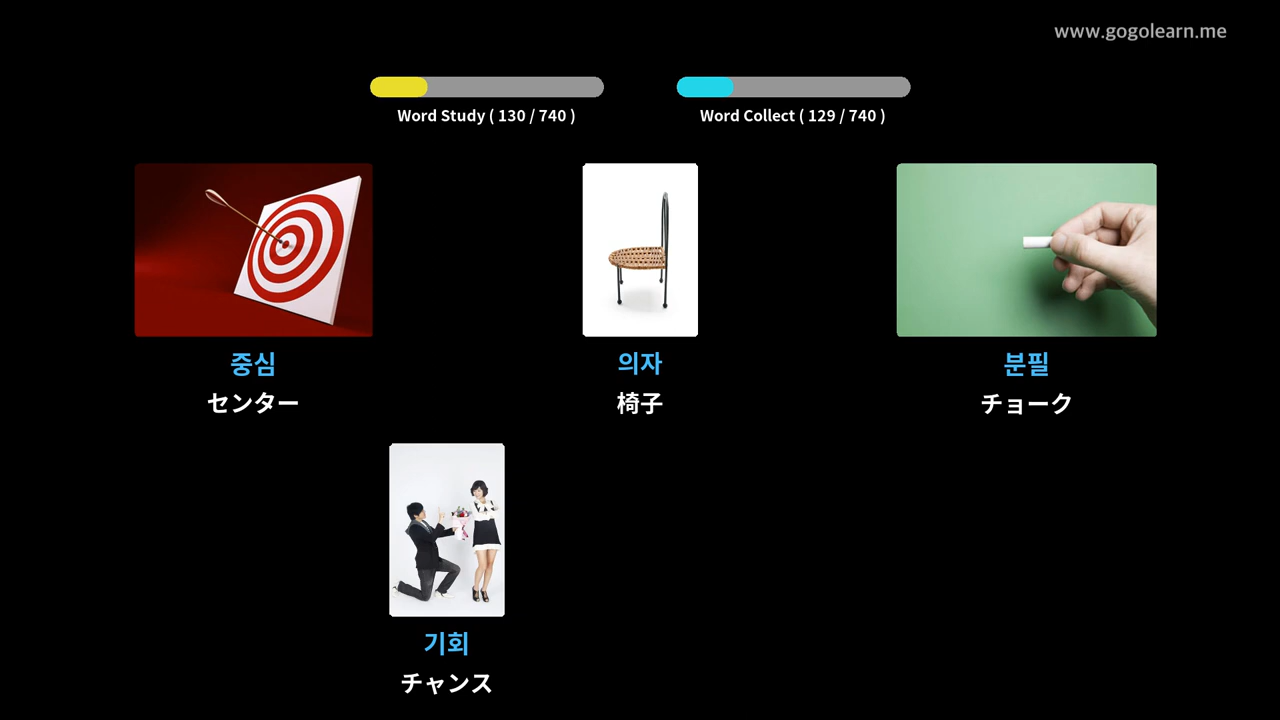 www.gogolearn.me
Word Study ( 130 / 740 )
Word Collect ( 129 / 740 )
중심
의자
분필
センター
椅子
チョーク
기회
チャンス